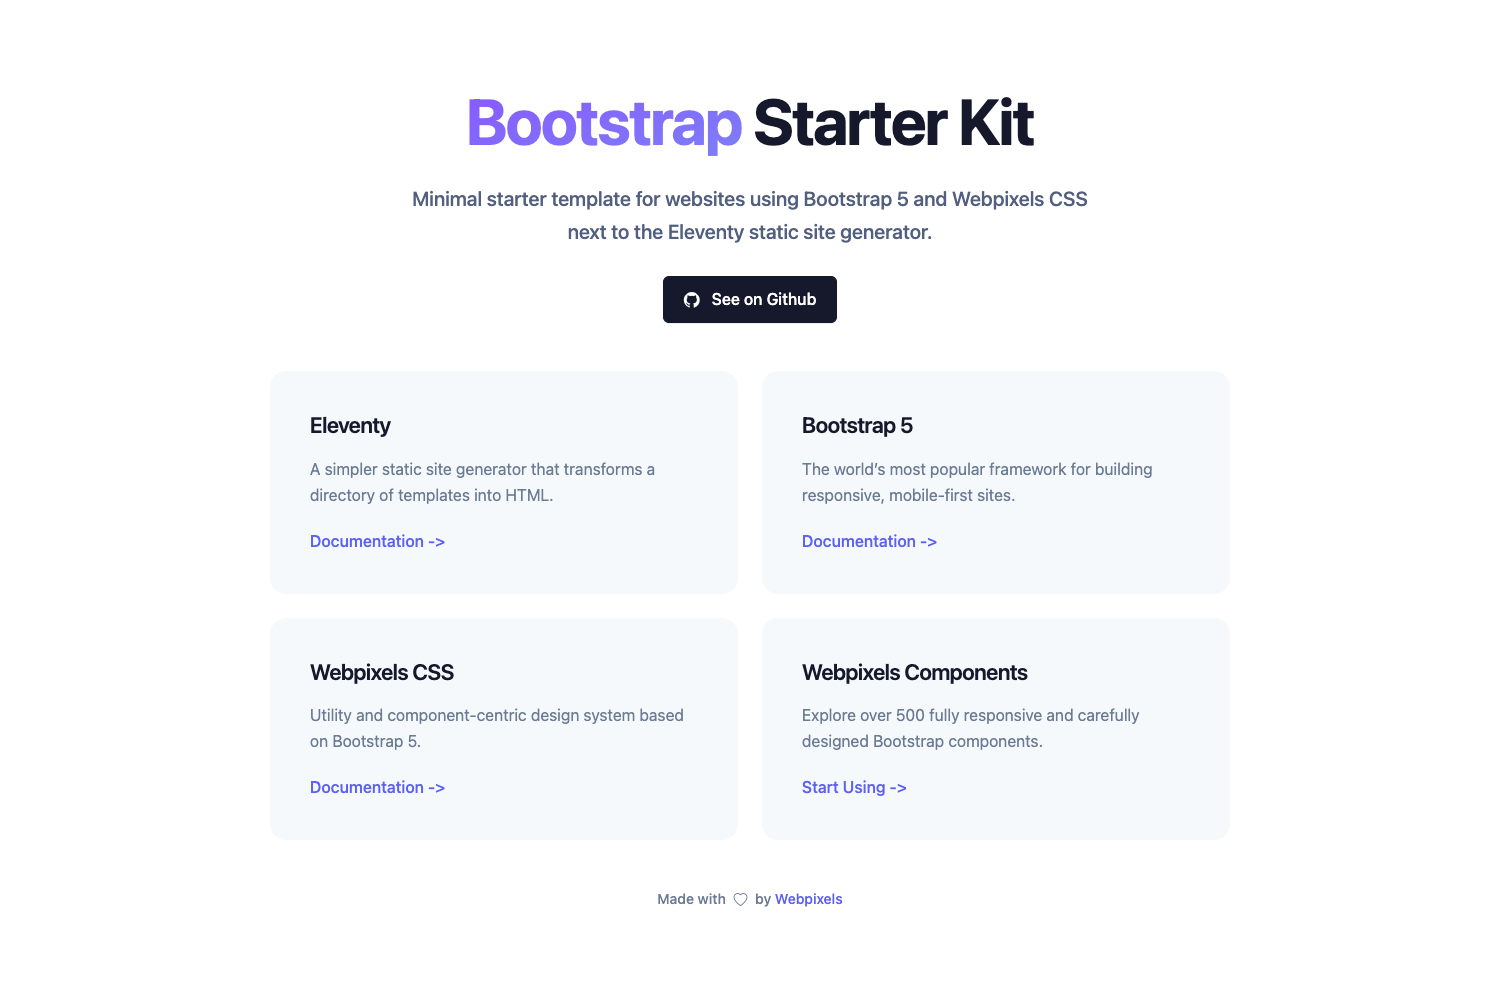 Bootstrap Starter Kit
Minimal starter template for websites using Bootstrap 5 and Webpixels CSS
next to the Eleventy static site generator.
See on Github
Eleventy
A simpler static site generator that transforms a
directory of templates into HTML.
Documentation ->
Bootstrap 5
The world’s most popular framework for building
responsive, mobile-first sites.
Documentation ->
Webpixels CSS
Utility and component-centric design system based
on Bootstrap 5.
Documentation ->
Webpixels Components
Explore over 500 fully responsive and carefully
designed Bootstrap components.
Start Using ->
Made with ♡ by Webpixels